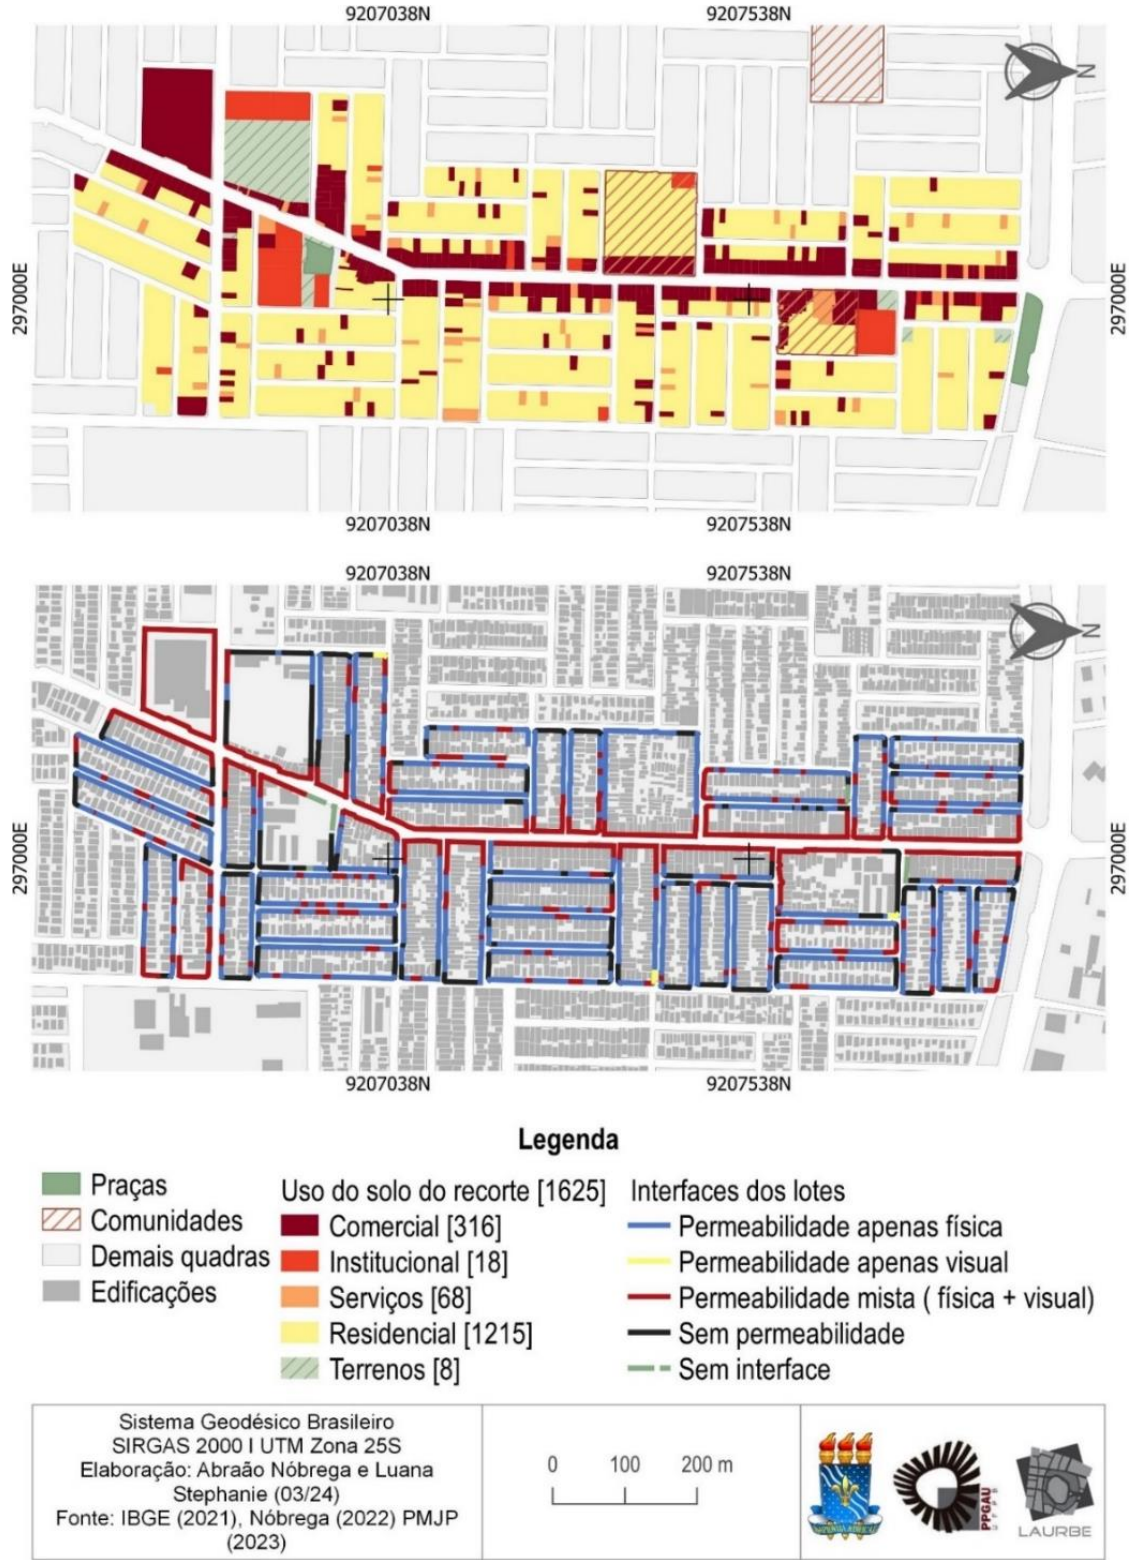 9207038N 9207538N
N
297000E 297000E
9207038N 9207538N
9207038N 9207538N
N
297000E 297000E
9207038N 9207538N
Legenda
Praças
Comunidades
Demais quadras
Edificações
Uso do solo do recorte [1625]
Comercial [316]
Institucional [18]
Serviços [68]
Residencial [1215]
Terrenos [8]
Interfaces dos lotes
Permeabilidade apenas física
Permeabilidade apenas visual
Permeabilidade mista ( física + visual)
Sem permeabilidade
Sem interface
Sistema Geodésico Brasileiro
SIRGAS 2000 I UTM Zona 25S
Elaboração: Abraão Nóbrega e Luana
Stephanie (03/24)
Fonte: IBGE (2021), Nóbrega (2022) PMJP
(2023)
0 100 200 m
PPGAU
UFPB
LAURBE